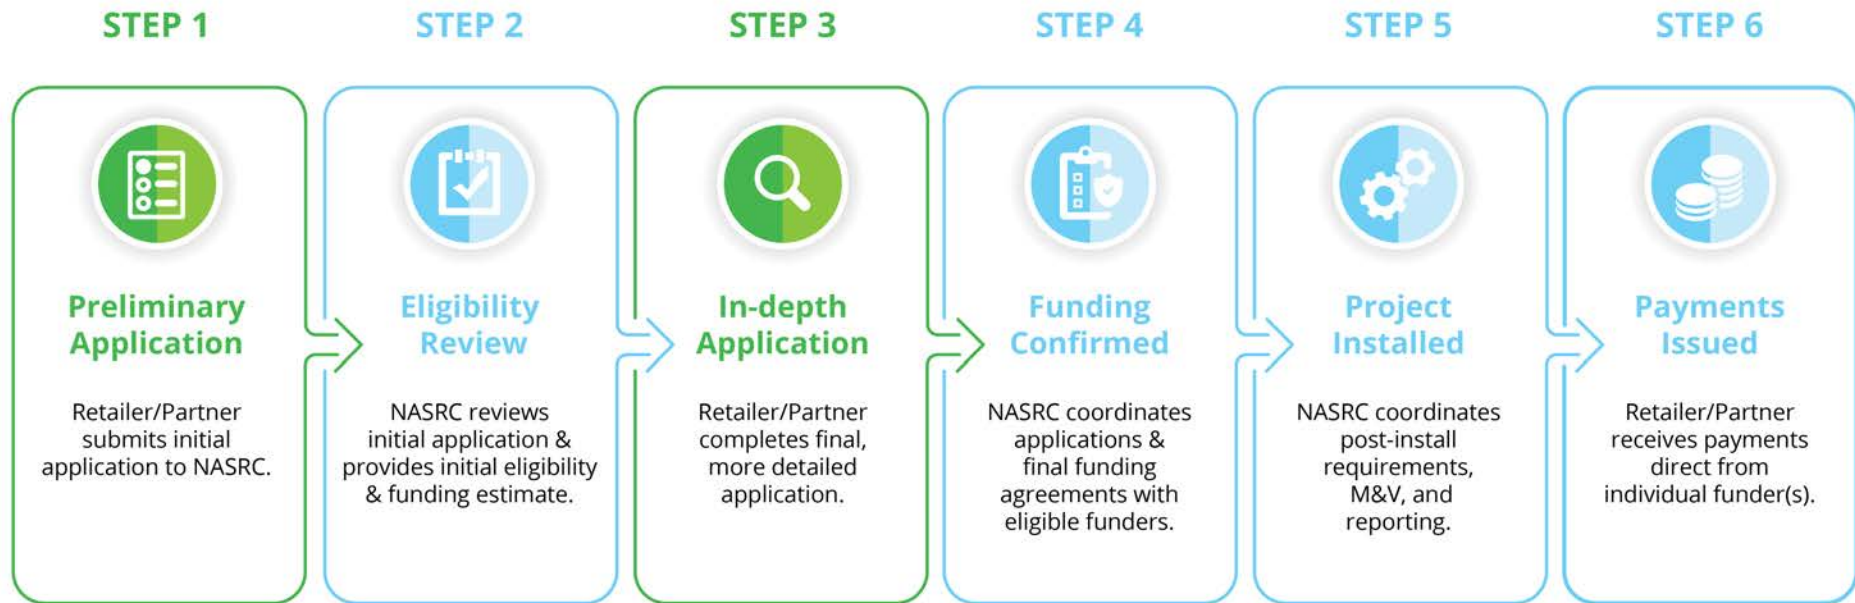 STEP 1
Preliminary
Application
Retailer/Partner
submits initial
application to NASRC.
STEP 2
Eligibility
Review
NASRC reviews
initial application &
provides initial eligibility
& funding estimate.
STEP 3
In-depth
Application
Retailer/Partner
completes final,
more detailed
application.
STEP 4
Funding
Confirmed
NASRC coordinates
applications &
final funding
agreements with
eligible funders.
STEP 5
Project
Installed
NASRC coordinates
post-install
requirements,
M&V, and
reporting.
STEP 6
Payments
Issued
Retailer/Partner
receives payments
direct from
individual funder(s).